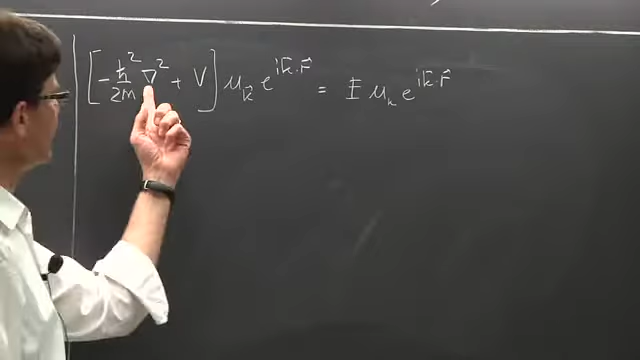 [-ħ²/2m ∇² + V] u_k⃗ e^{ik⃗·r⃗} = E u_k e^{ik⃗·r⃗}